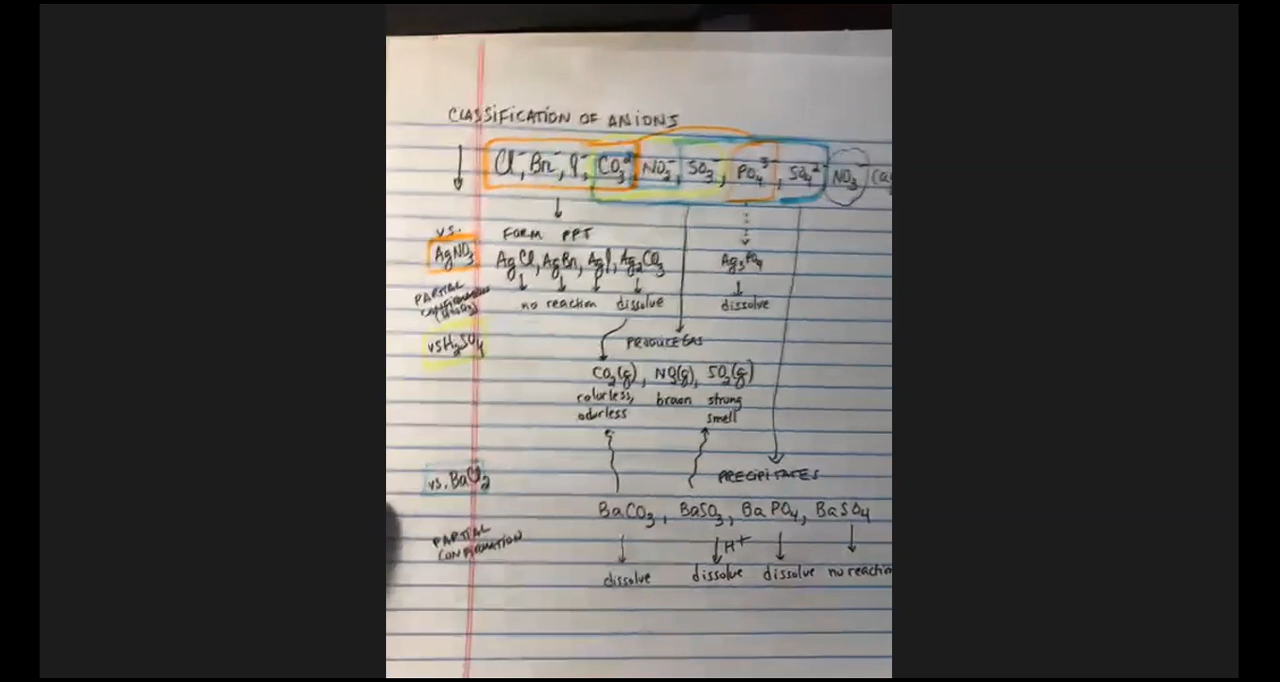 CLASSIFICATION OF ANIONS
Cl⁻, Br⁻, I⁻, CO₃²⁻ NO₂⁻, SO₃⁻, PO₄³⁻, SO₄²⁻ NO₃⁻
vs. AgNO₃
FORM PPT
AgCl, AgBr, AgI, Ag₂CO₃ Ag₃PO₄
PARTIAL
no reaction dissolve dissolve
vs H₂SO₄
PRODUCE GAS
CO₂(g), NO(g), SO₂(g)
colorless, brown strong
odorless smell
vs. BaCl₂
PRECIPITATES
BaCO₃, BaSO₃, BaPO₄, BaSO₄
PARTIAL
CONFIRMATION
H+
dissolve dissolve dissolve no reaction